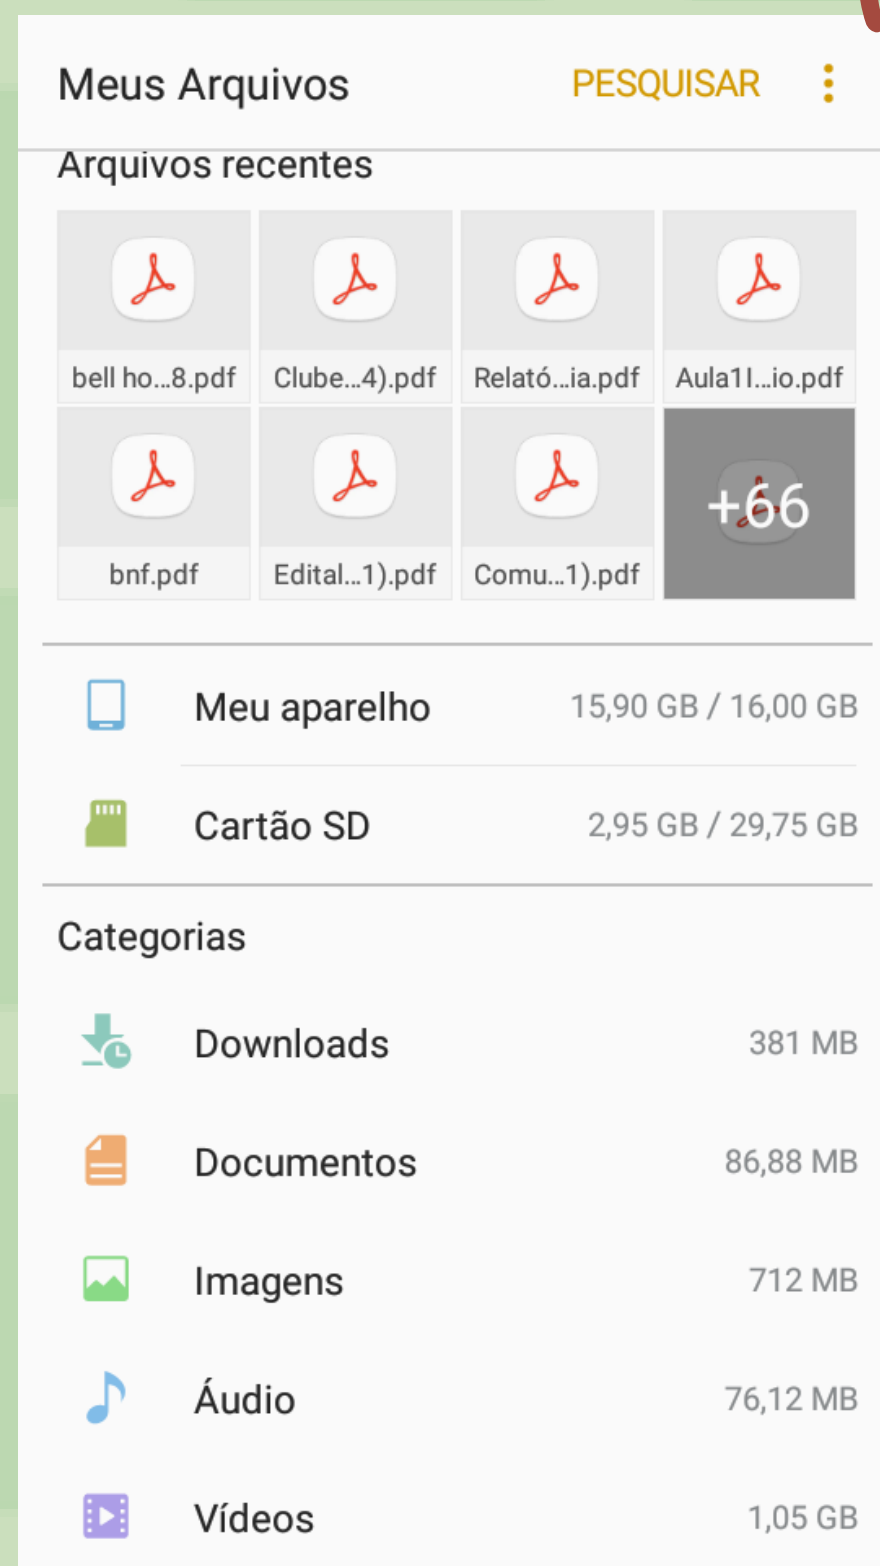 Meus Arquivos PESQUISAR
Arquivos recentes
bell ho...8.pdf Clube...4).pdf Relató...ia.pdf Aula1I...io.pdf
+66
bnf.pdf Edital...1).pdf Comu...1).pdf
Meu aparelho 15,90 GB / 16,00 GB
Cartão SD 2,95 GB / 29,75 GB
Categorias
Downloads 381 MB
Documentos 86,88 MB
Imagens 712 MB
Áudio 76,12 MB
Vídeos 1,05 GB